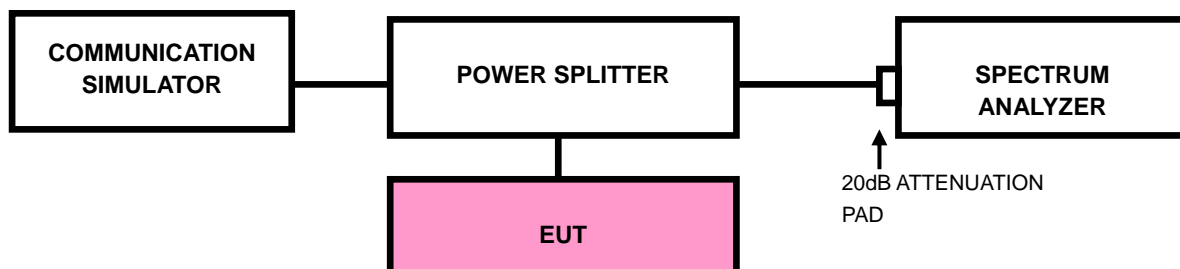 COMMUNICATION
SIMULATOR
POWER SPLITTER
SPECTRUM
ANALYZER
20dB ATTENUATION
PAD
EUT